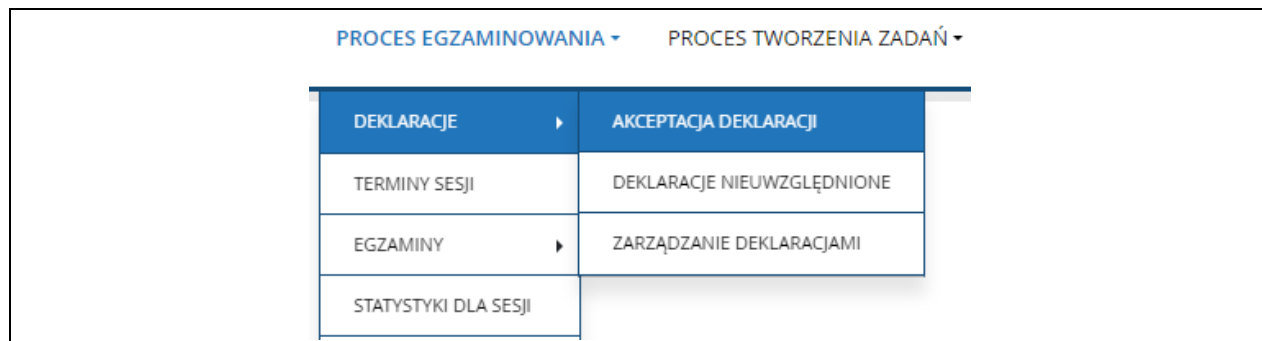 PROCES EGZAMINOWANIA
PROCES TWORZENIA ZADAŃ
DEKLARACJE
AKCEPTACJA DEKLARACJI
TERMINY SESJI
DEKLARACJE NIEUWZGLĘDNIONE
EGZAMINY
ZARZĄDZANIE DEKLARACJAMI
STATYSTYKI DLA SESJI